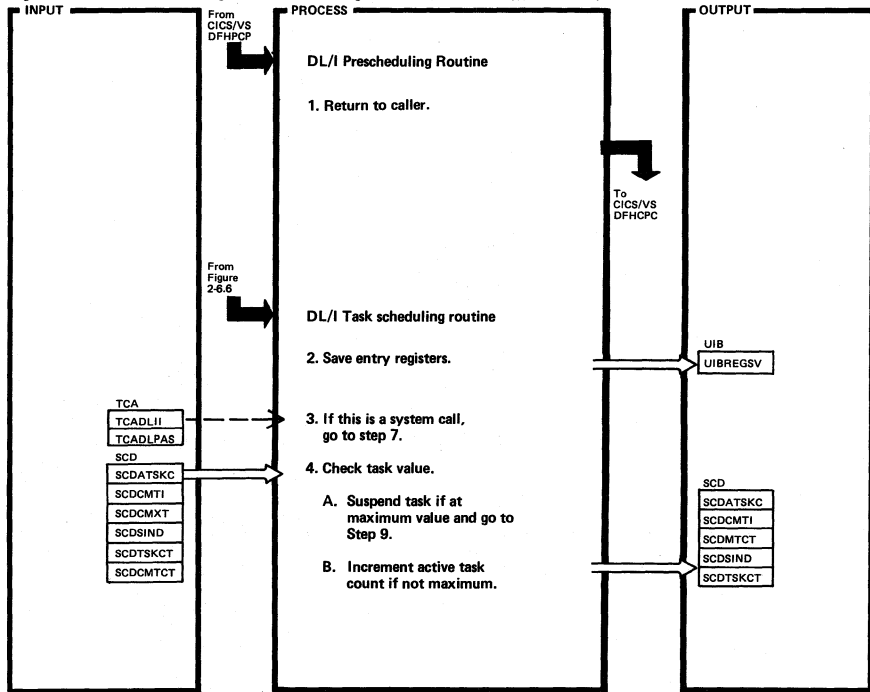 INPUT
PROCESS
OUTPUT
From
CICS/VS
DFHPCP
DL/I Prescheduling Routine
1. Return to caller.
To
CICS/VS
DFHCPC
From
Figure
2-6.6
DL/I Task scheduling routine
2. Save entry registers.
UIB
UIBREGSV
TCA
TCADLII
TCADLPAS
3. If this is a system call,
go to step 7.
SCD
SCDATSKC
SCDCMTI
SCDCMXT
SCDSIND
SCDTSKCT
SCDCMTCT
4. Check task value.
A. Suspend task if at
maximum value and go to
Step 9.
B. Increment active task
count if not maximum.
SCD
SCDATSKC
SCDCMTI
SCDMTCT
SCDSIND
SCDTSKCT